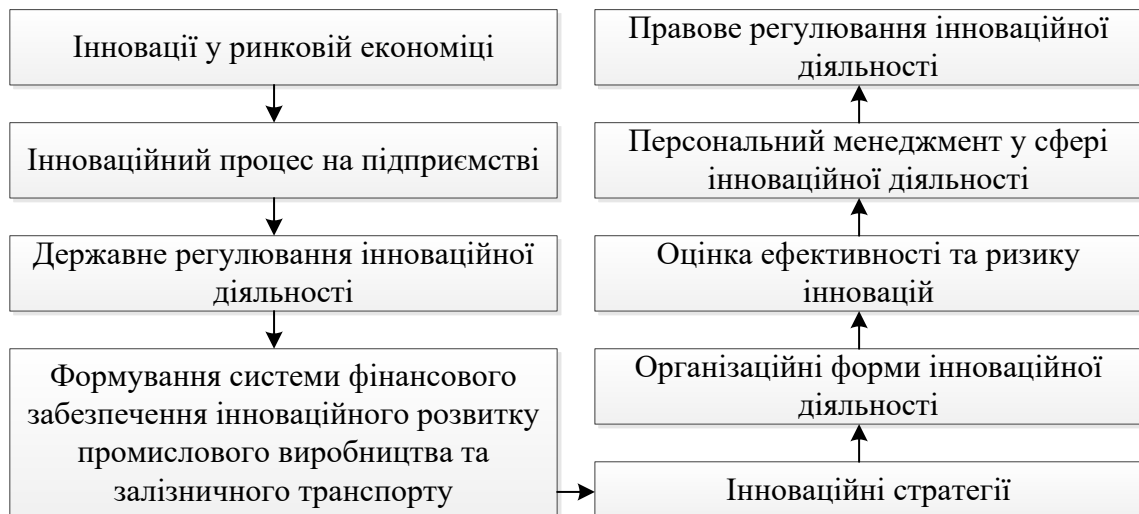 Інновації у ринковій економіці
Інноваційний процес на підприємстві
Державне регулювання інноваційної
діяльності
Формування системи фінансового
забезпечення інноваційного розвитку
промислового виробництва та
залізничного транспорту
Інноваційні стратегії
Організаційні форми інноваційної
діяльності
Оцінка ефективності та ризику
інновацій
Персональний менеджмент у сфері
інноваційної діяльності
Правове регулювання інноваційної
діяльності